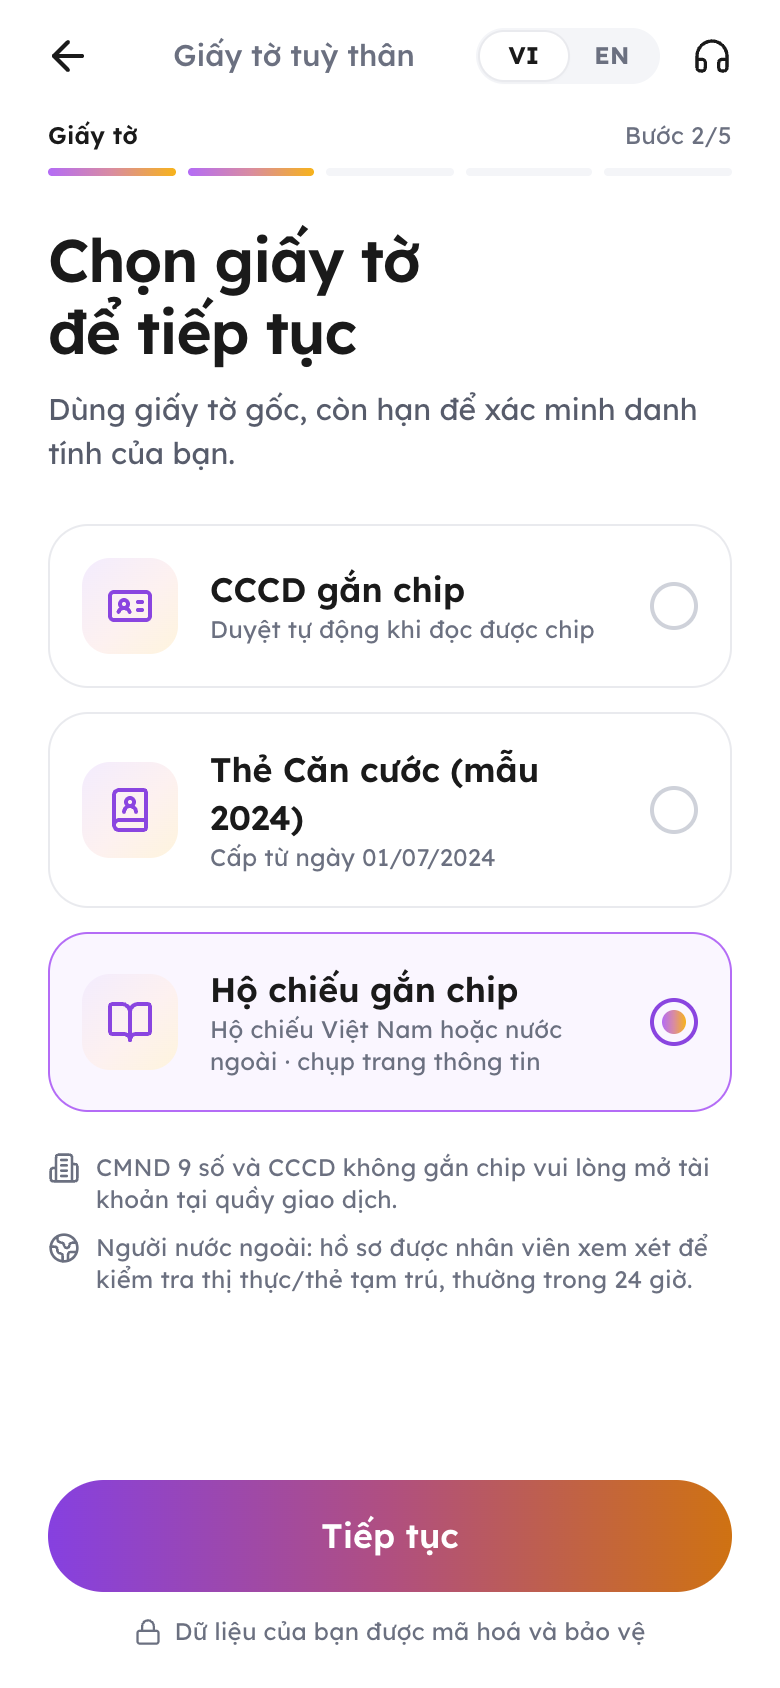 Giấy tờ tuỳ thân
VI
EN
Giấy tờ
Bước 2/5
Chọn giấy tờ
để tiếp tục
Dùng giấy tờ gốc, còn hạn để xác minh danh
tính của bạn.
CCCD gắn chip
Duyệt tự động khi đọc được chip
Thẻ Căn cước (mẫu
2024)
Cấp từ ngày 01/07/2024
Hộ chiếu gắn chip
Hộ chiếu Việt Nam hoặc nước
ngoài · chụp trang thông tin
CMND 9 số và CCCD không gắn chip vui lòng mở tài
khoản tại quầy giao dịch.
Người nước ngoài: hồ sơ được nhân viên xem xét để
kiểm tra thị thực/thẻ tạm trú, thường trong 24 giờ.
Tiếp tục
Dữ liệu của bạn được mã hoá và bảo vệ